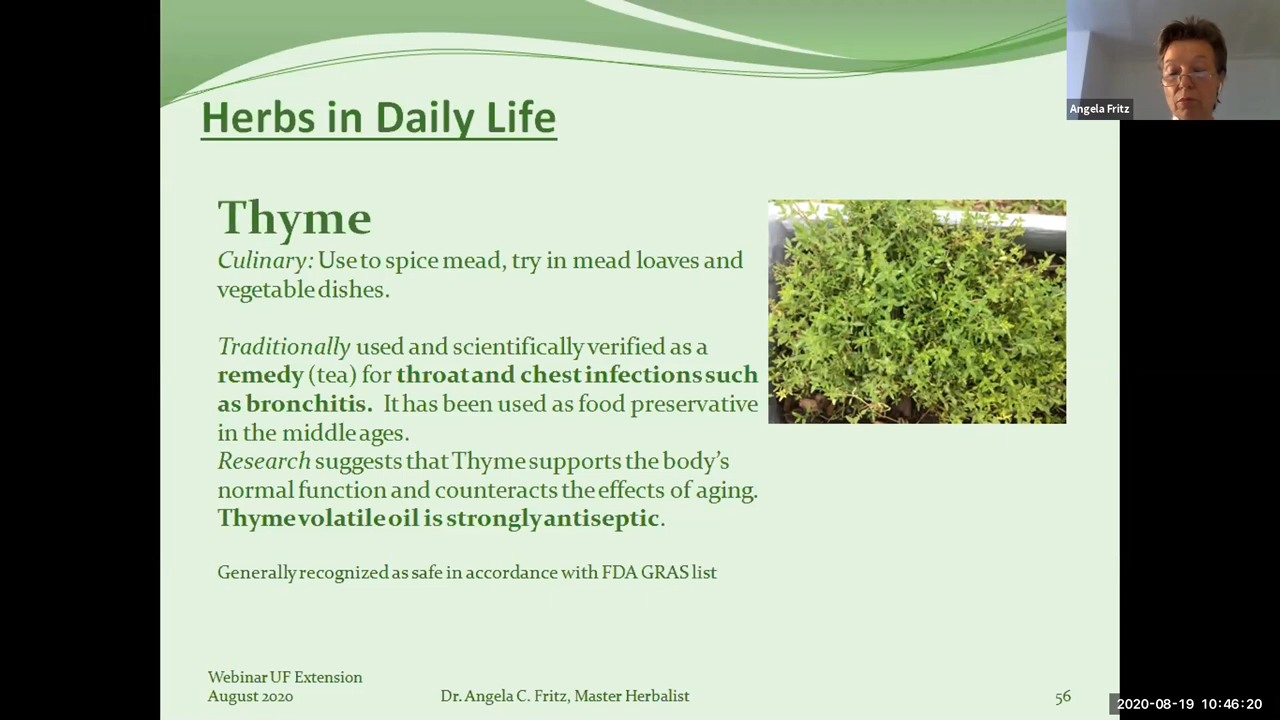 Herbs in Daily Life
Angela Fritz
Thyme
Culinary: Use to spice mead, try in mead loaves and
vegetable dishes.
Traditionally used and scientifically verified as a
remedy (tea) for throat and chest infections such
as bronchitis. It has been used as food preservative
in the middle ages.
Research suggests that Thyme supports the body's
normal function and counteracts the effects of aging.
Thyme volatile oil is strongly antiseptic.
Generally recognized as safe in accordance with FDA GRAS list
Webinar UF Extension
August 2020
Dr. Angela C. Fritz, Master Herbalist
56
2020-08-19 10:46:20